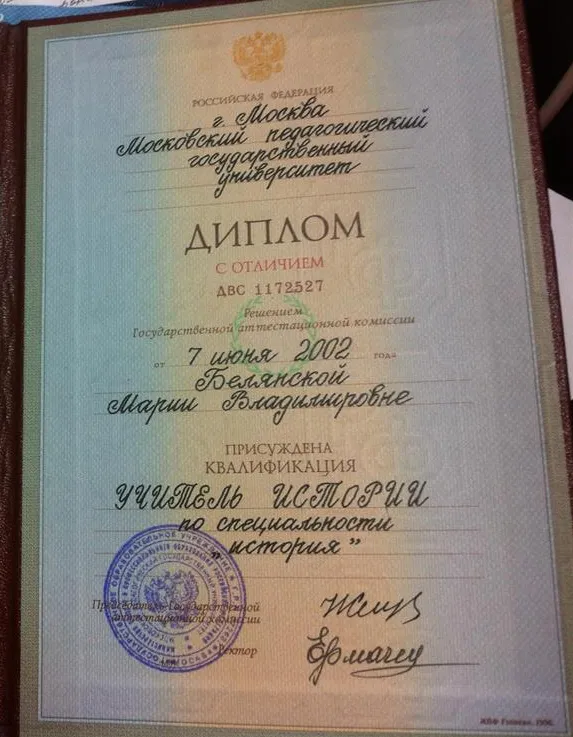 РОССИЙСКАЯ ФЕДЕРАЦИЯ
г. Москва
Московский педагогический
государственный
университет
ДИПЛОМ
С ОТЛИЧИЕМ
ДВС 1172527
Решением
Государственной аттестационной комиссии
от 7 июня 2002 года
Белянской
Марии Владимировне
ПРИСУЖДЕНА
КВАЛИФИКАЦИЯ
УЧИТЕЛЬ ИСТОРИИ
по специальности
„история”
Председатель Государственной
аттестационной комиссии
Ректор